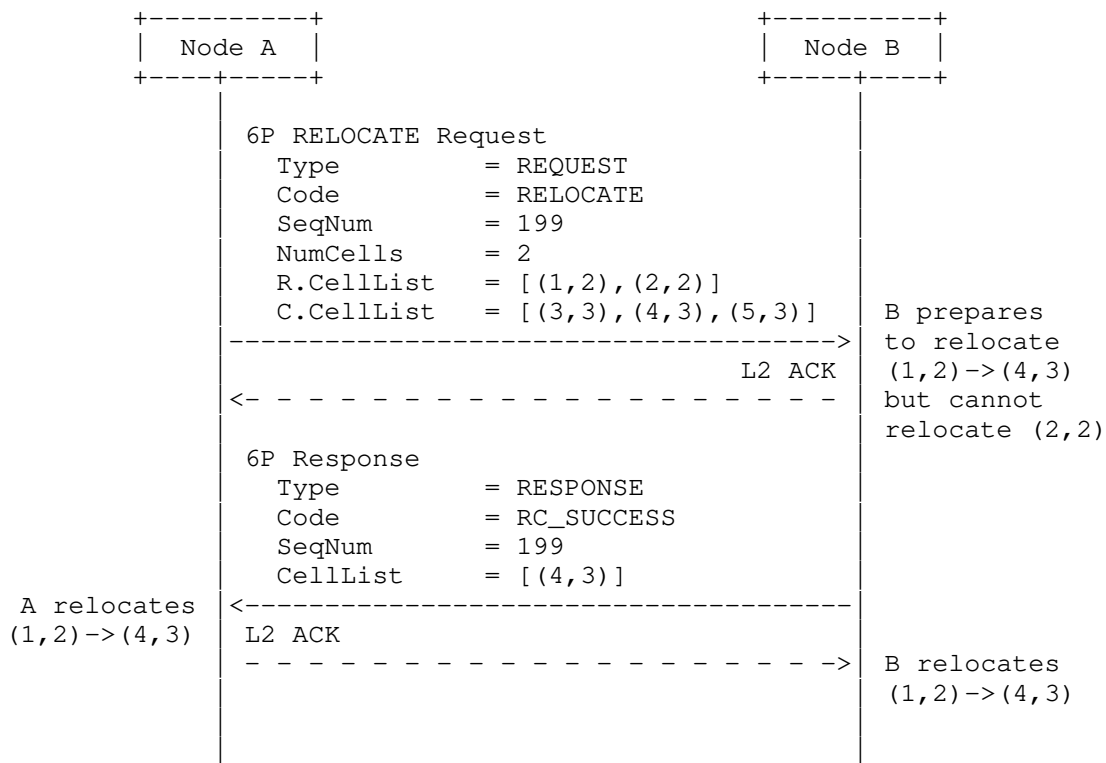 Node A Node B
6P RELOCATE Request
Type = REQUEST
Code = RELOCATE
SeqNum = 199
NumCells = 2
R.CellList = [(1,2),(2,2)]
C.CellList = [(3,3),(4,3),(5,3)] B prepares
to relocate
L2 ACK (1,2)->(4,3)
but cannot
relocate (2,2)
6P Response
Type = RESPONSE
Code = RC_SUCCESS
SeqNum = 199
CellList = [(4,3)]
A relocates
(1,2)->(4,3) L2 ACK
B relocates
(1,2)->(4,3)